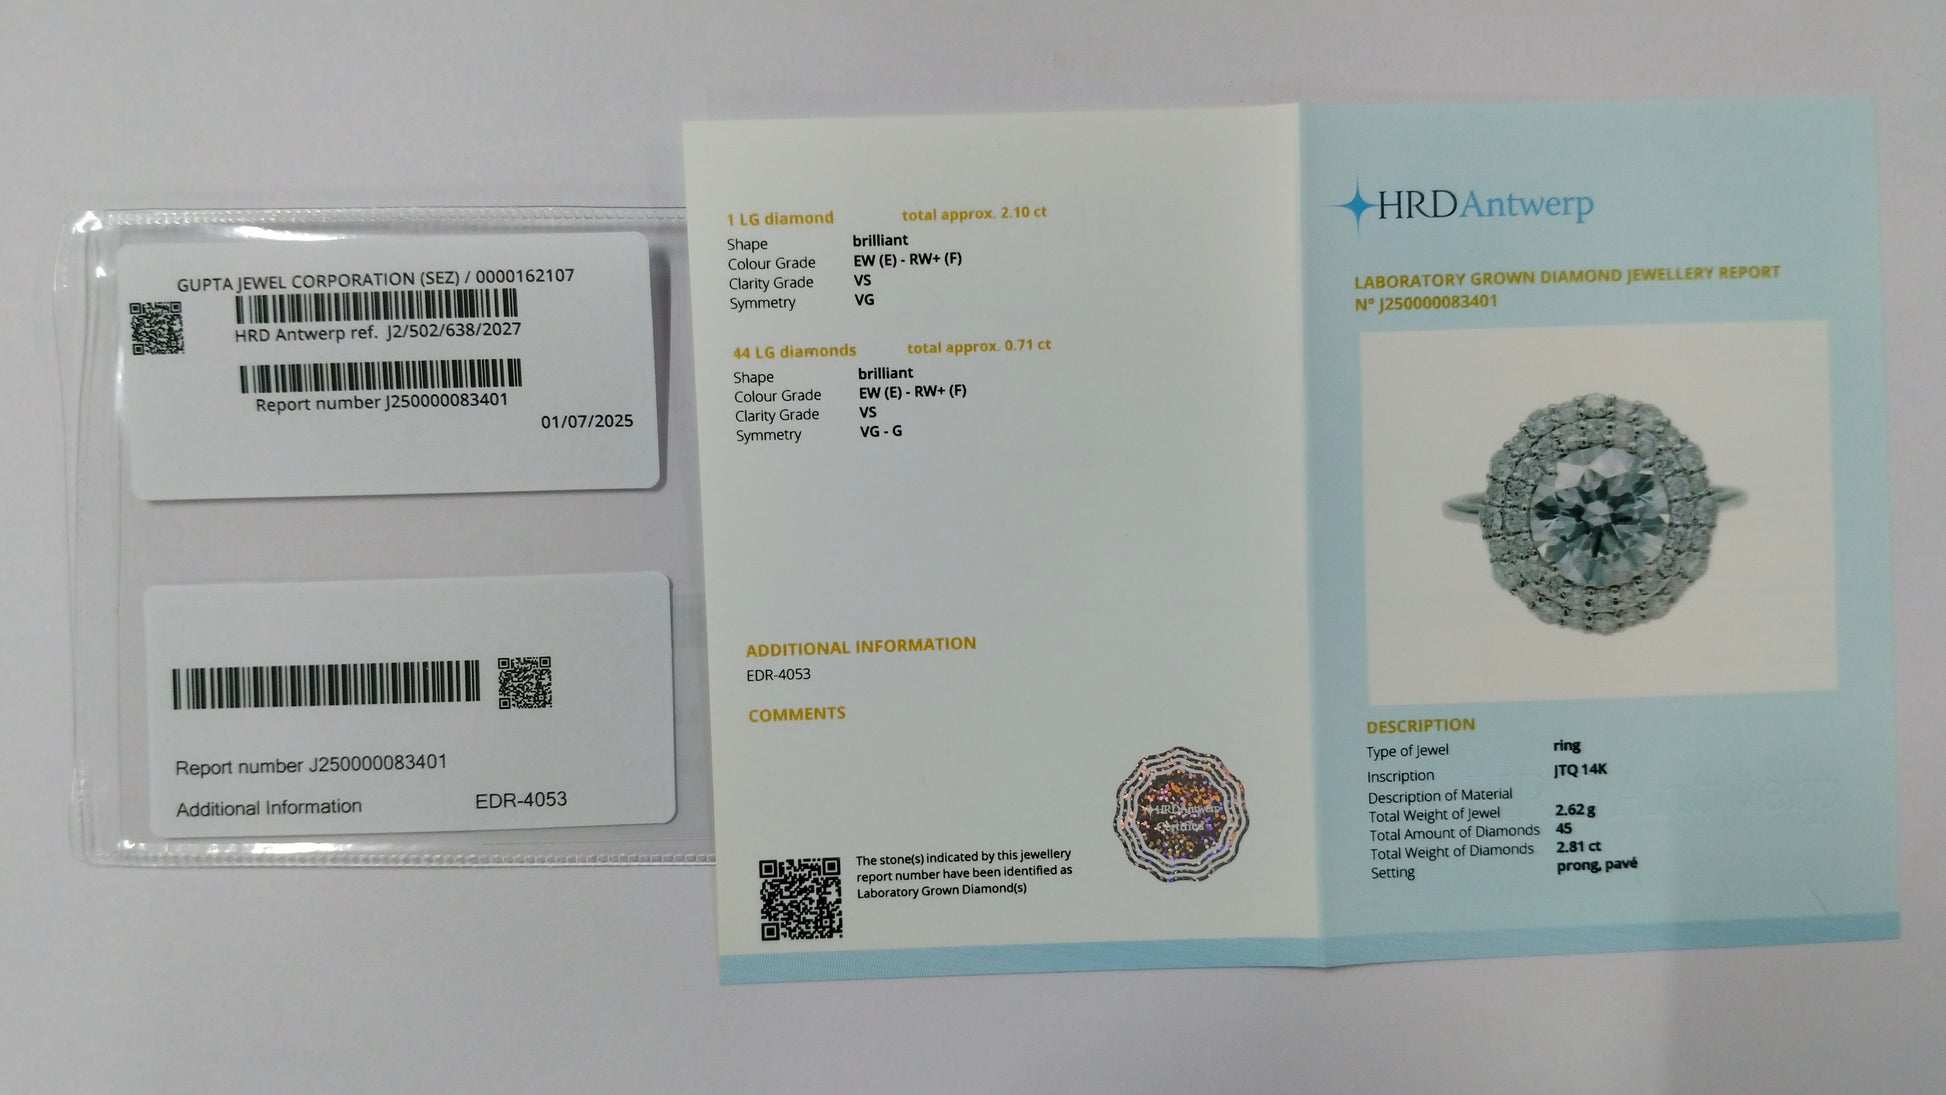 GUPTA JEWEL CORPORATION (SEZ) / 0000162107
HRD Antwerp ref. J2/502/638/2027
Report number J250000083401
01/07/2025
Report number J250000083401
Additional Information EDR-4053
1 LG diamond total approx. 2.10 ct
Shape brilliant
Colour Grade EW (E) - RW+ (F)
Clarity Grade VS
Symmetry VG
44 LG diamonds total approx. 0.71 ct
Shape brilliant
Colour Grade EW (E) - RW+ (F)
Clarity Grade VS
Symmetry VG - G
ADDITIONAL INFORMATION
EDR-4053
COMMENTS
HRD Antwerp
Certified
The stone(s) indicated by this jewellery
report number have been identified as
Laboratory Grown Diamond(s)
HRD Antwerp
LABORATORY GROWN DIAMOND JEWELLERY REPORT
N° J250000083401
DESCRIPTION
Type of Jewel ring
Inscription JTQ 14K
Description of Material
Total Weight of Jewel 2.62 g
Total Amount of Diamonds 45
Total Weight of Diamonds 2.81 ct
Setting prong, pavé